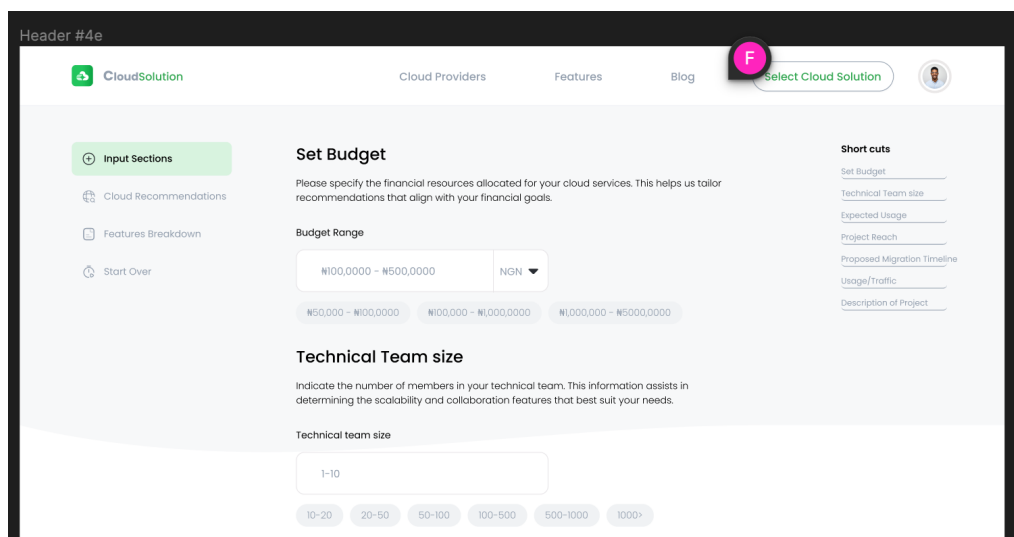 Header #4e
CloudSolution
Cloud Providers
Features
Blog
F
Select Cloud Solution
Input Sections
Cloud Recommendations
Features Breakdown
Start Over
Set Budget
Please specify the financial resources allocated for your cloud services. This helps us tailor
recommendations that align with your financial goals.
Budget Range
₦100,0000 - ₦500,0000
NGN
₦50,000 - ₦100,0000
₦100,000 - ₦1,000,0000
₦1,000,000 - ₦5000,0000
Technical Team size
Indicate the number of members in your technical team. This information assists in
determining the scalability and collaboration features that best suit your needs.
Technical team size
1-10
10-20
20-50
50-100
100-500
500-1000
1000>
Short cuts
Set Budget
Technical Team size
Expected Usage
Project Reach
Proposed Migration Timeline
Usage/Traffic
Description of Project